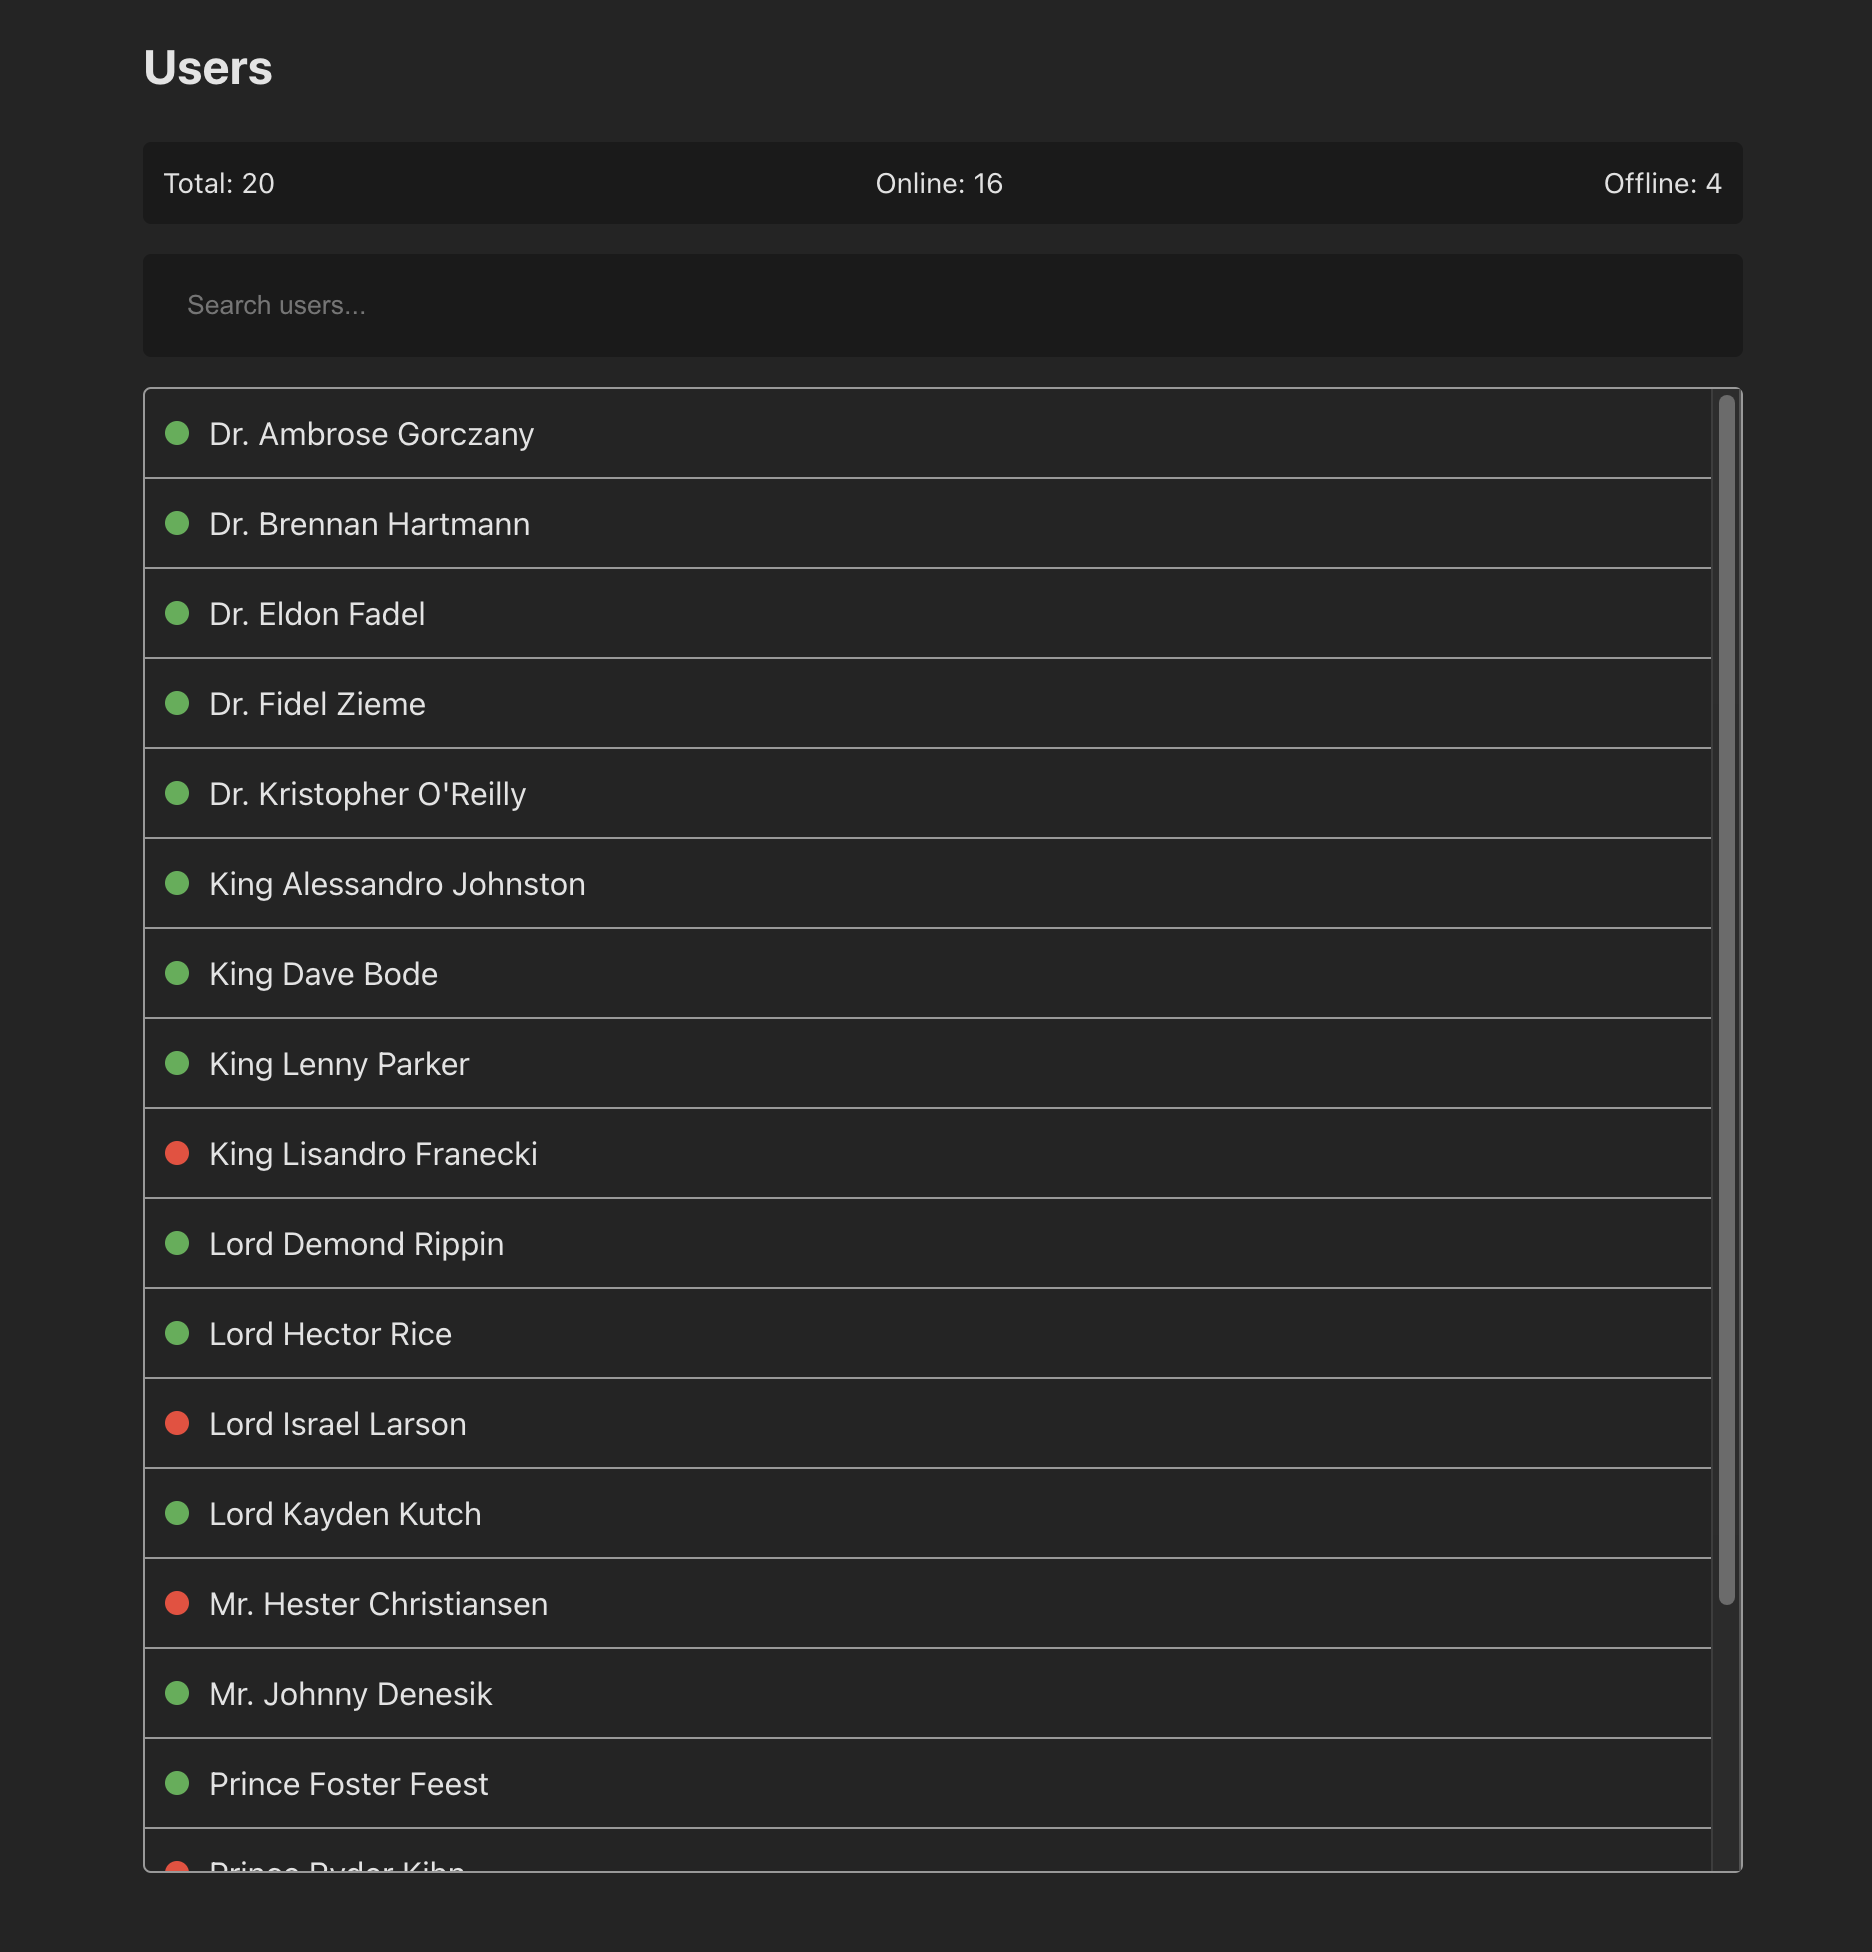 Users
Total: 20 Online: 16 Offline: 4
Search users...
Dr. Ambrose Gorczany
Dr. Brennan Hartmann
Dr. Eldon Fadel
Dr. Fidel Zieme
Dr. Kristopher O'Reilly
King Alessandro Johnston
King Dave Bode
King Lenny Parker
King Lisandro Franecki
Lord Demond Rippin
Lord Hector Rice
Lord Israel Larson
Lord Kayden Kutch
Mr. Hester Christiansen
Mr. Johnny Denesik
Prince Foster Feest
Prince Ryder